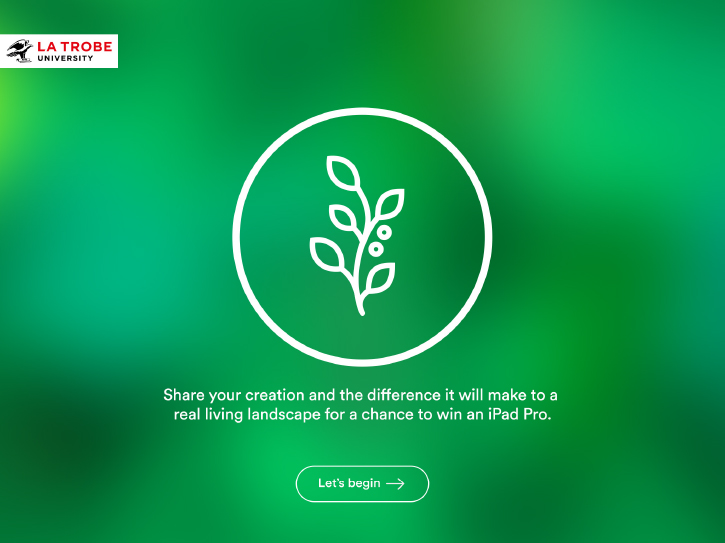 LA TROBE
UNIVERSITY
Share your creation and the difference it will make to a
real living landscape for a chance to win an iPad Pro.
Let's begin →